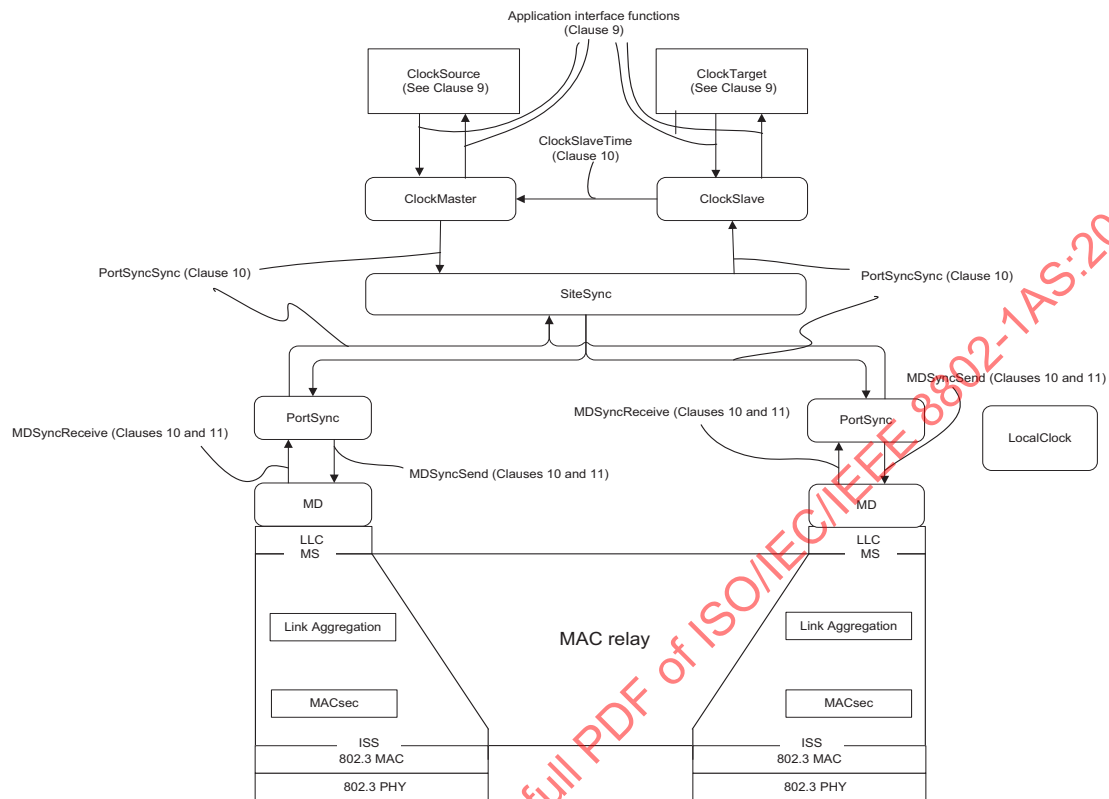 Application interface functions
(Clause 9)
ClockSource
(See Clause 9)
ClockTarget
(See Clause 9)
ClockSlaveTime
(Clause 10)
ClockMaster
ClockSlave
PortSyncSync (Clause 10)
PortSyncSync (Clause 10)
SiteSync
MDSyncSend (Clauses 10 and 11)
PortSync
MDSyncReceive (Clauses 10 and 11)
PortSync
MDSyncReceive (Clauses 10 and 11)
LocalClock
MDSyncSend (Clauses 10 and 11)
MD
MD
LLC
MS
LLC
MS
Link Aggregation
Link Aggregation
MAC relay
MACsec
MACsec
ISS
802.3 MAC
802.3 PHY
ISS
802.3 MAC
802.3 PHY
full PDF of ISO/IEC/IEEE 8802-1AS:20